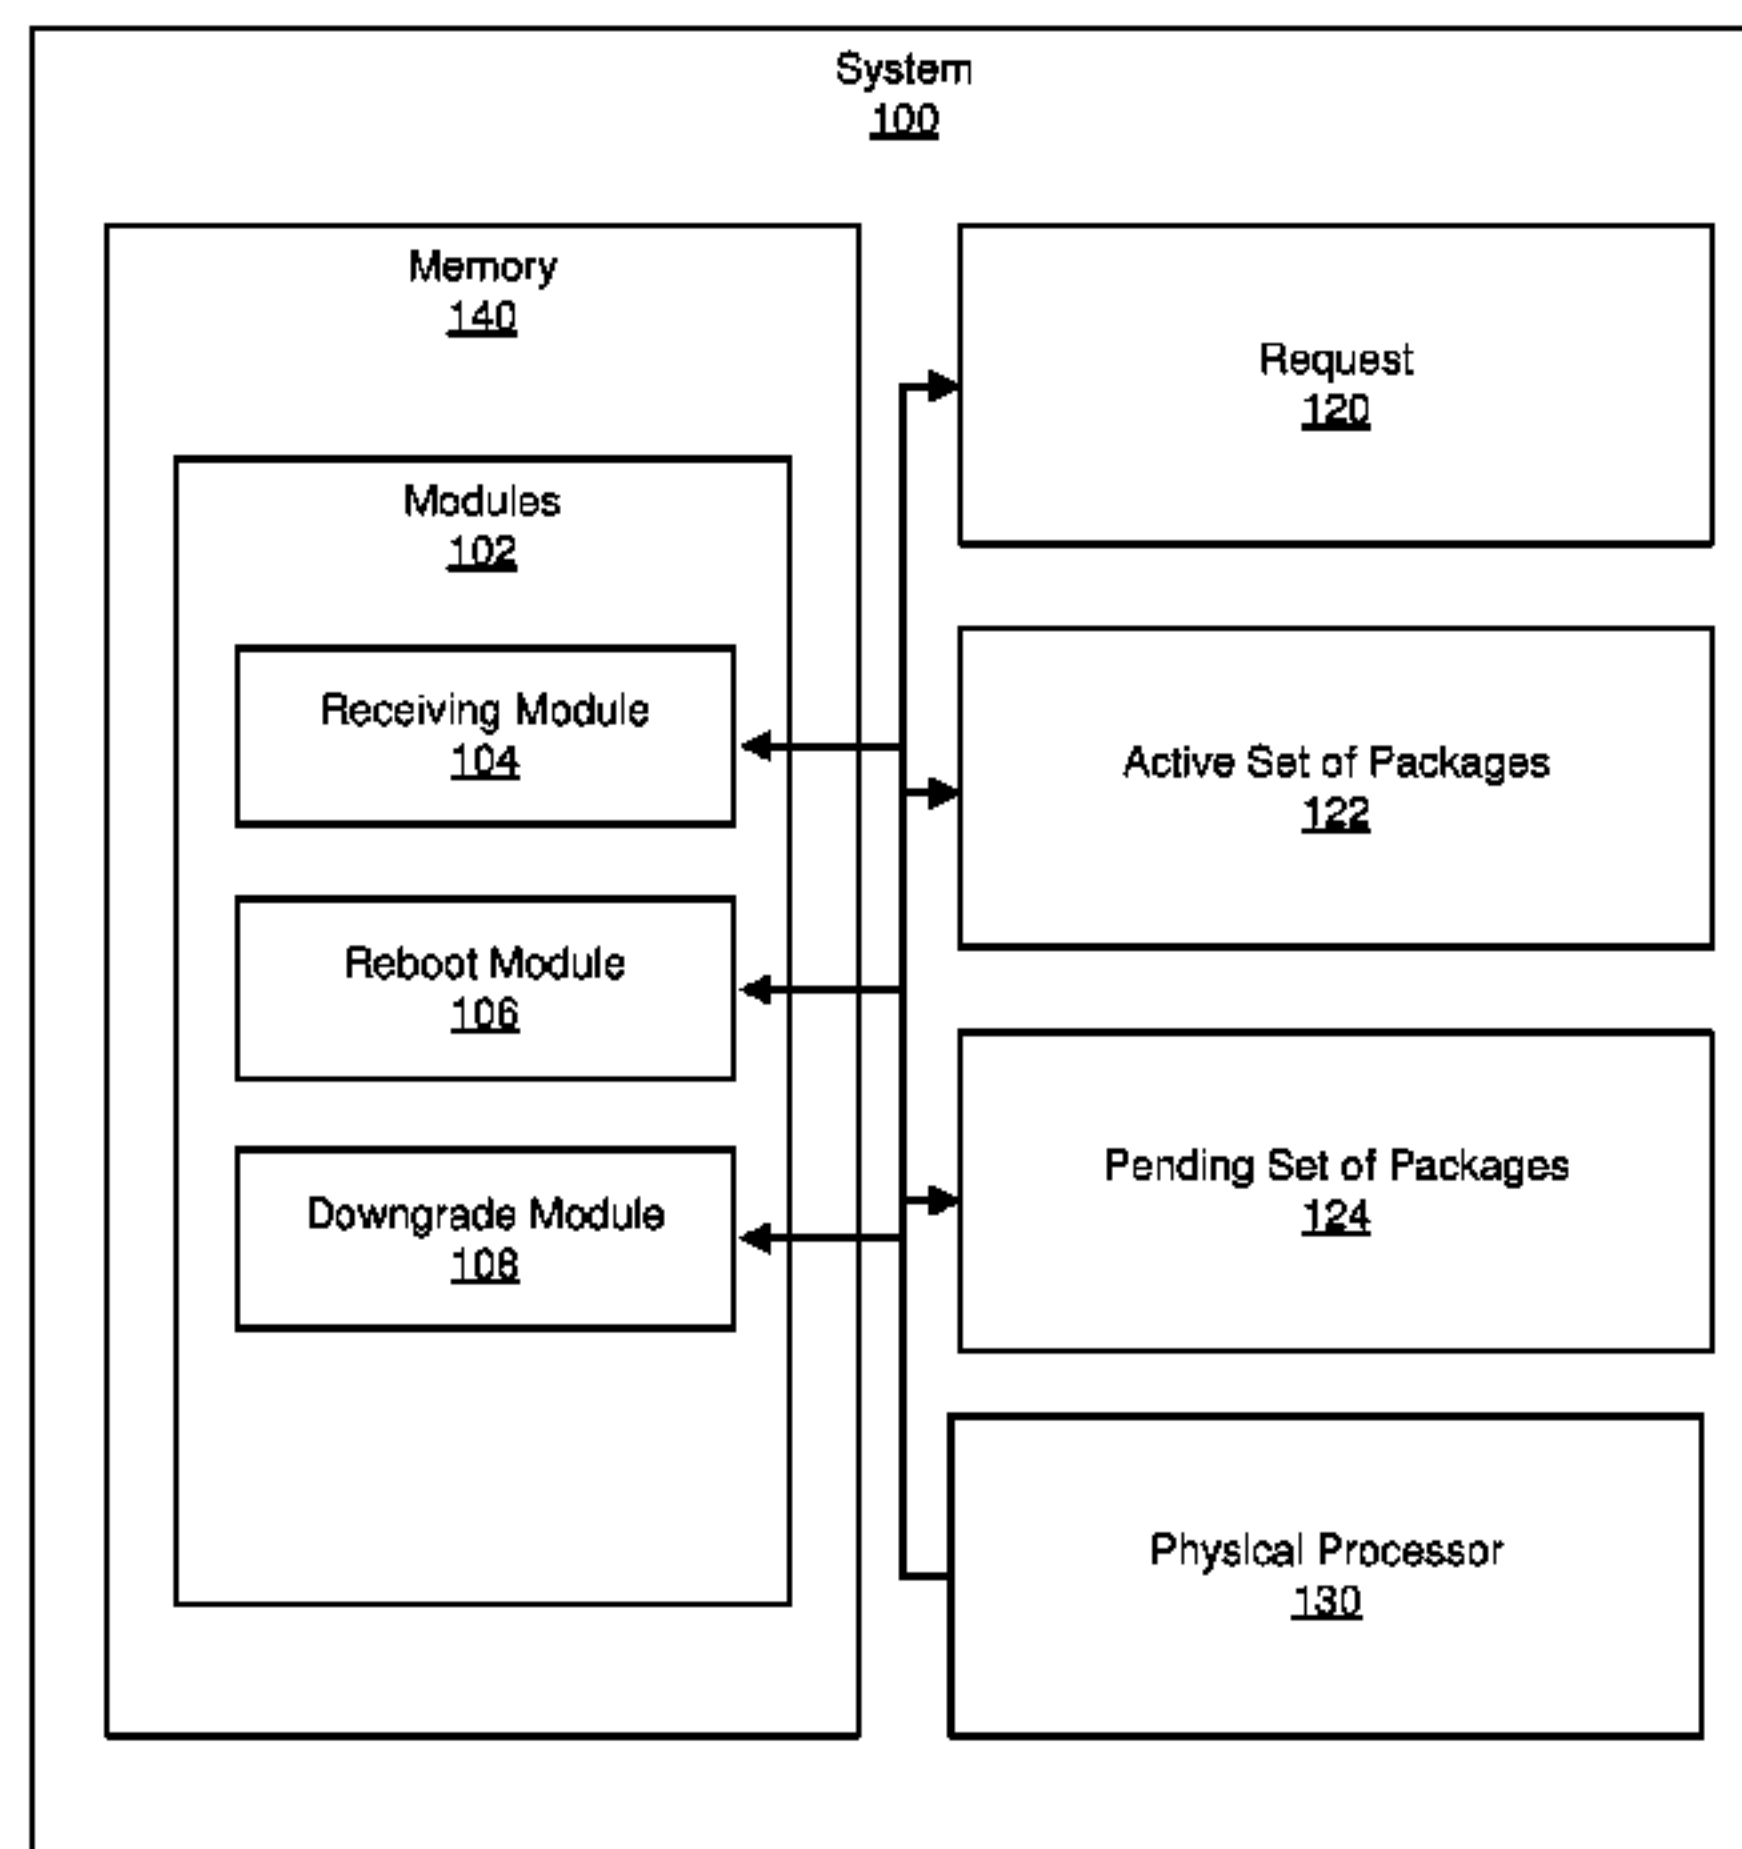 System
100
Memory
140
Modules
102
Receiving Module
104
Reboot Module
106
Downgrade Module
108
Request
120
Active Set of Packages
122
Pending Set of Packages
124
Physical Processor
130